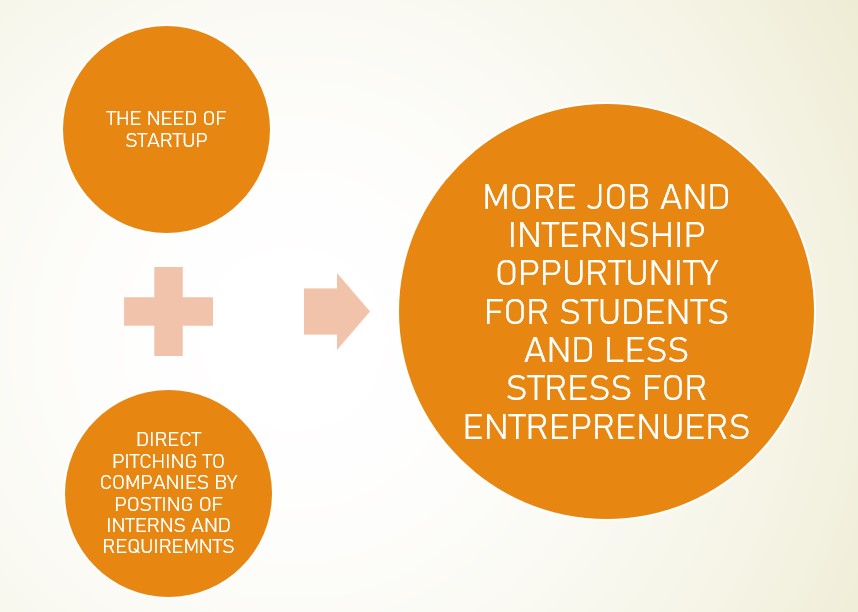 THE NEED OF
STARTUP
DIRECT
PITCHING TO
COMPANIES BY
POSTING OF
INTERNS AND
REQUIREMNTS
MORE JOB AND
INTERNSHIP
OPPURTUNITY
FOR STUDENTS
AND LESS
STRESS FOR
ENTREPRENUERS